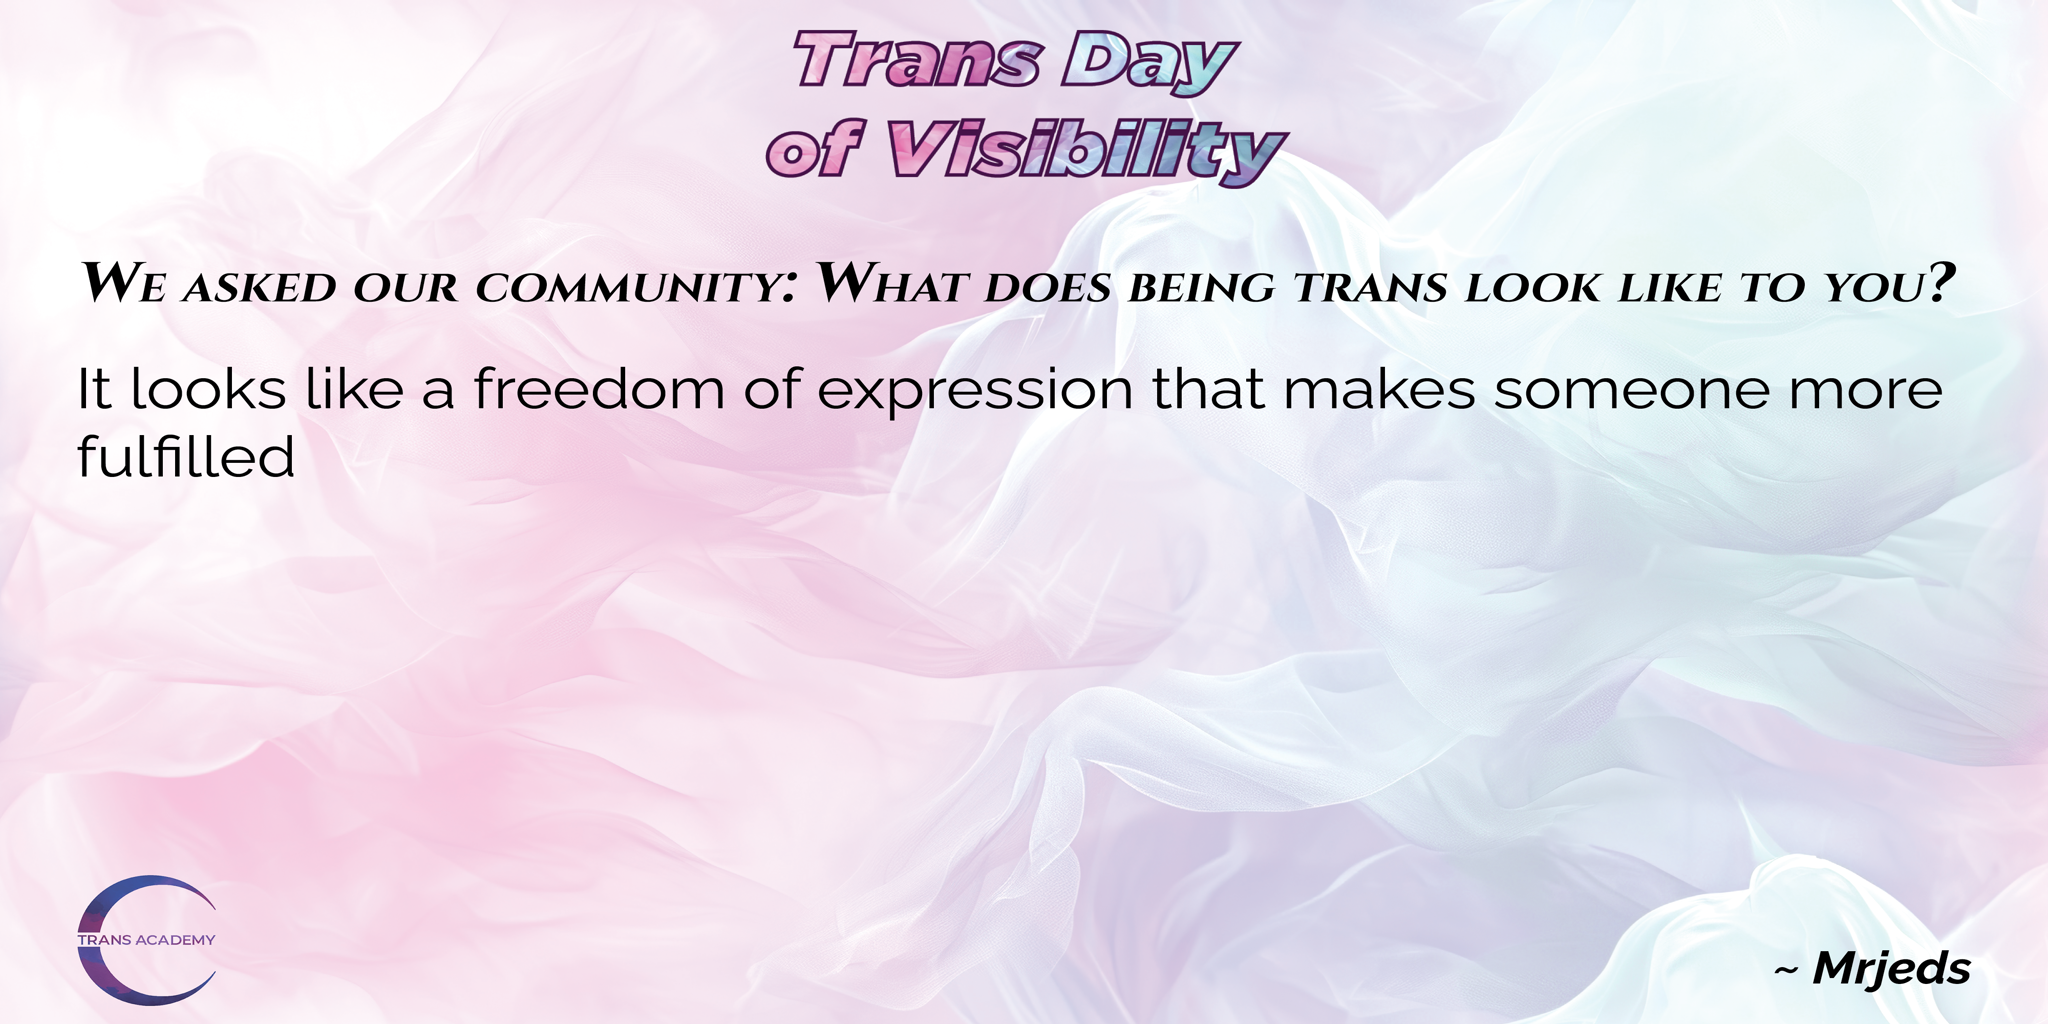 Trans Day
of Visibility
We asked our community: What does being trans look like to you?
It looks like a freedom of expression that makes someone more
fulfilled
TRANS ACADEMY
~ Mrjeds